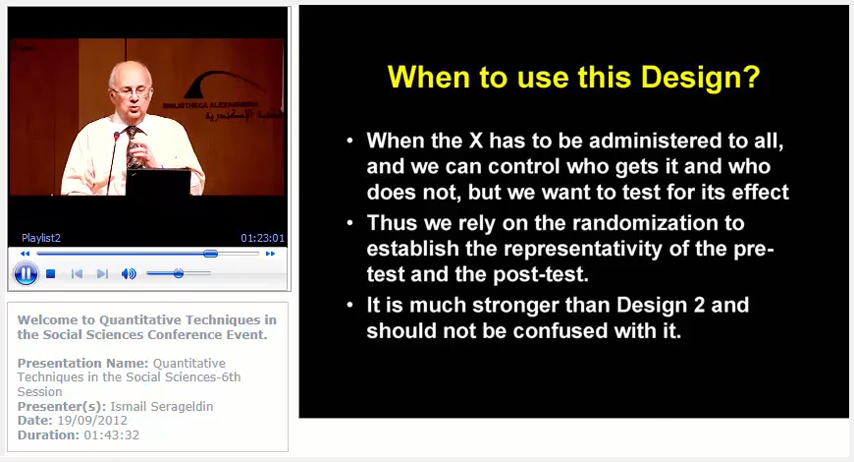 BIBLIOTHECA ALEXANDRINA
Playlist2
01:23:01
Welcome to Quantitative Techniques in
the Social Sciences Conference Event.
Presentation Name: Quantitative
Techniques in the Social Sciences-6th
Session
Presenter(s): Ismail Serageldin
Date: 19/09/2012
Duration: 01:43:32
When to use this Design?
• When the X has to be administered to all,
and we can control who gets it and who
does not, but we want to test for its effect
• Thus we rely on the randomization to
establish the representativity of the pre-
test and the post-test.
• It is much stronger than Design 2 and
should not be confused with it.